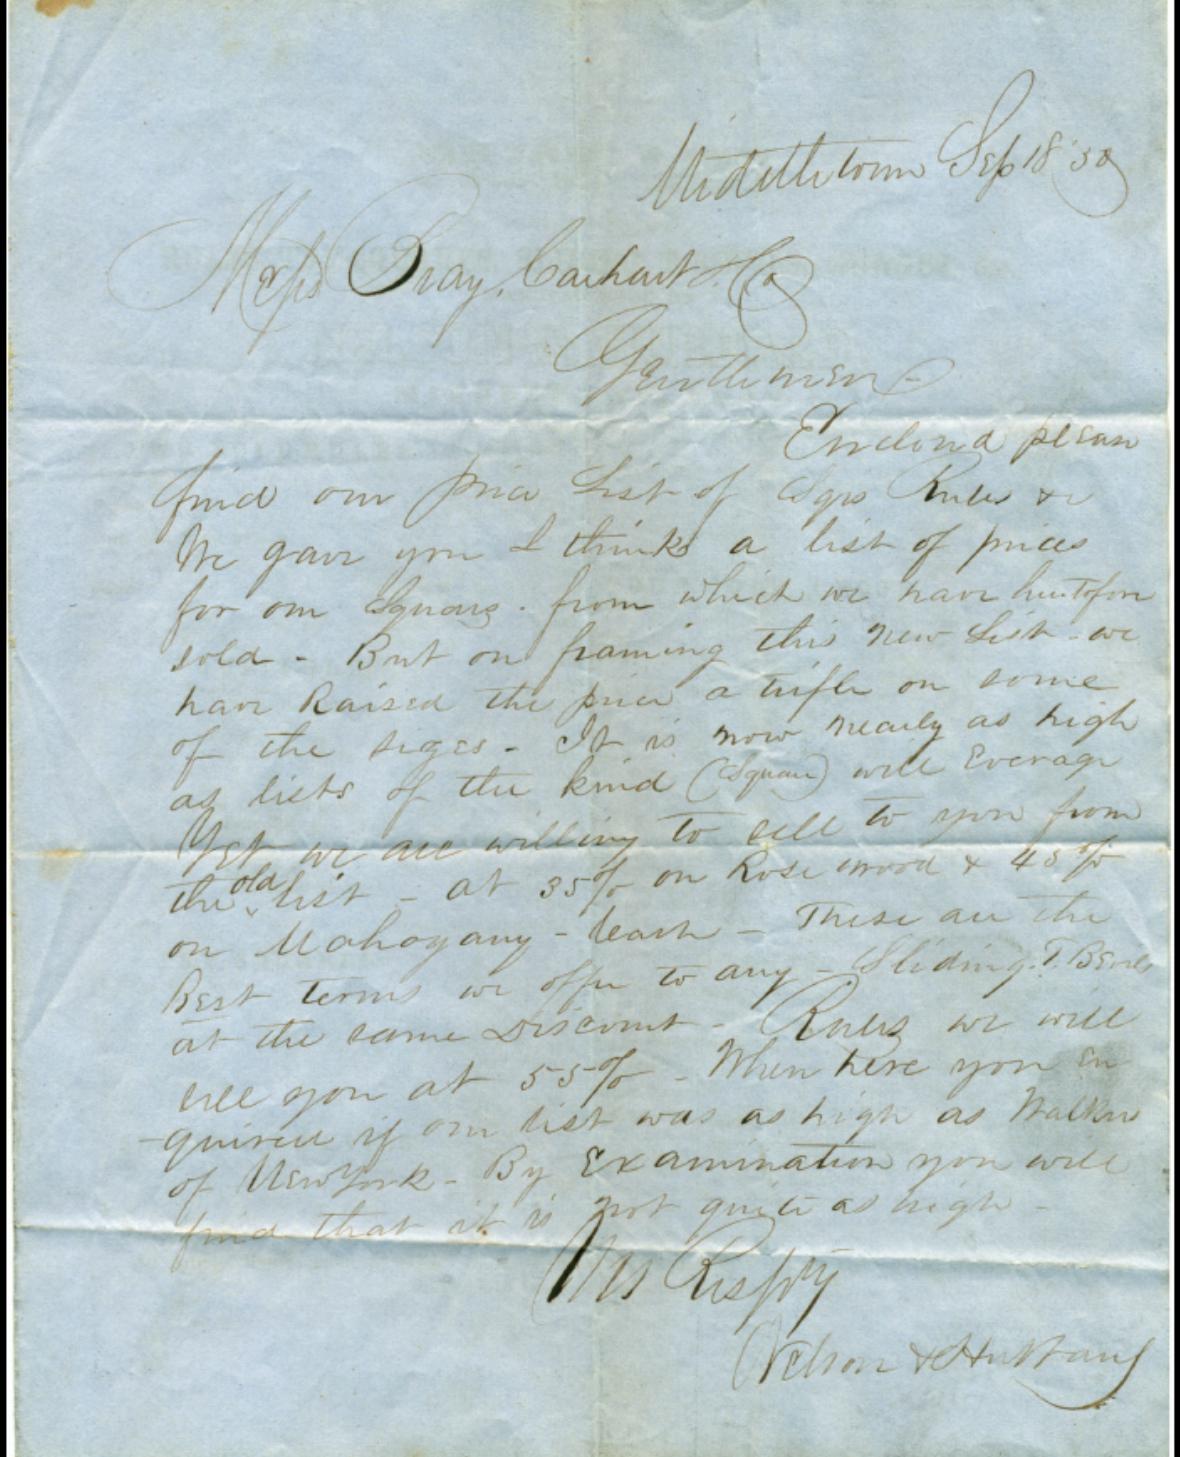 Middletown Sep 18 '50
Messrs Pray, Carhart & Co
Gentlemen -
Enclosed please
find our price List of Sqrs Rules &c
We gave you I think a list of prices
for our Squares. from which we have heretofore
sold - But on framing this new List - we
have Raised the price a trifle on some
of the sizes - It is now nearly as high
as lists of the kind (Square) will Everage
Yet we are willing to sell to you from
the old list - at 35% on Rose wood & 45%
on Mahogany - Cash - These are the
Best terms we offer to any - Sliding T. Bevels
at the same Discount - Rules we will
sell you at 55% - When here you en
-quired if our list was as high as Walkers
of New York - By Examination you will
find that it is not quite as high -
Yrs Respty
Nelson & Hubbard